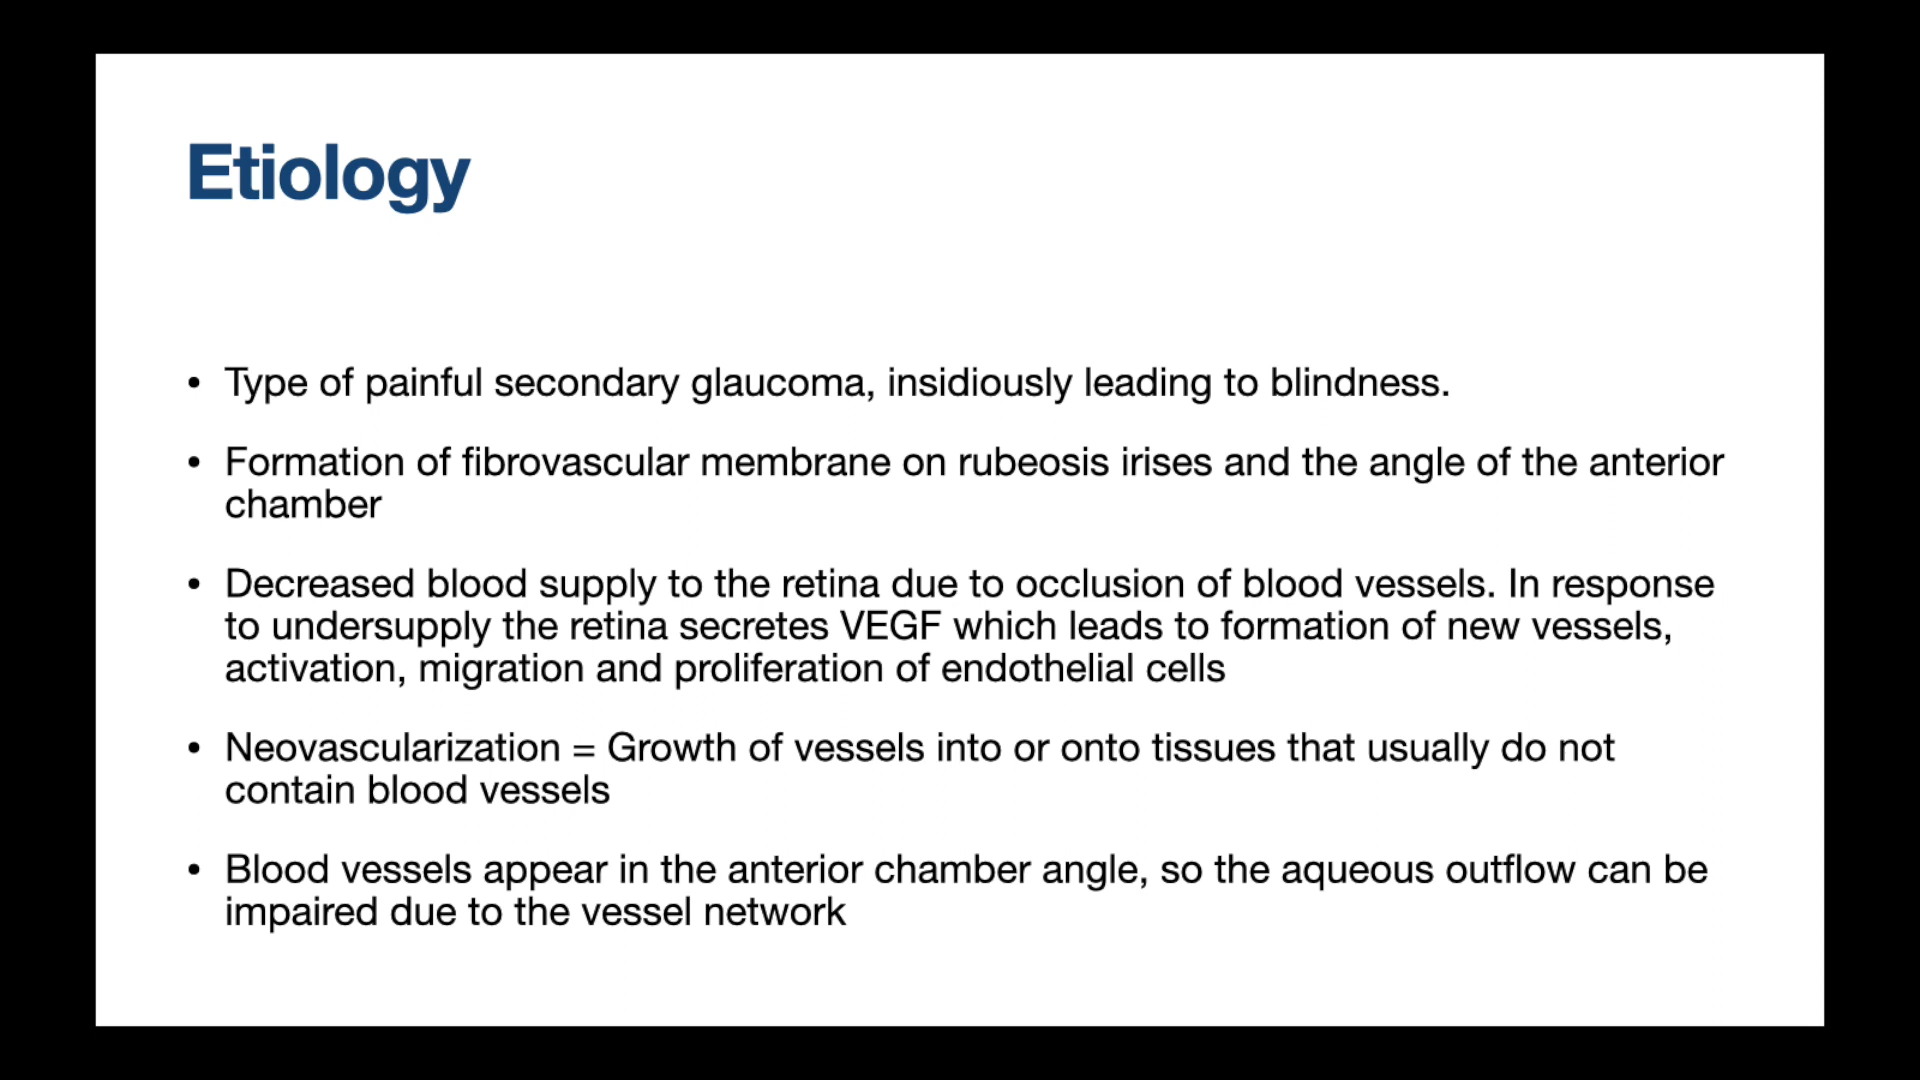 Etiology
• Type of painful secondary glaucoma, insidiously leading to blindness.
• Formation of fibrovascular membrane on rubeosis irises and the angle of the anterior
chamber
• Decreased blood supply to the retina due to occlusion of blood vessels. In response
to undersupply the retina secretes VEGF which leads to formation of new vessels,
activation, migration and proliferation of endothelial cells
• Neovascularization = Growth of vessels into or onto tissues that usually do not
contain blood vessels
• Blood vessels appear in the anterior chamber angle, so the aqueous outflow can be
impaired due to the vessel network